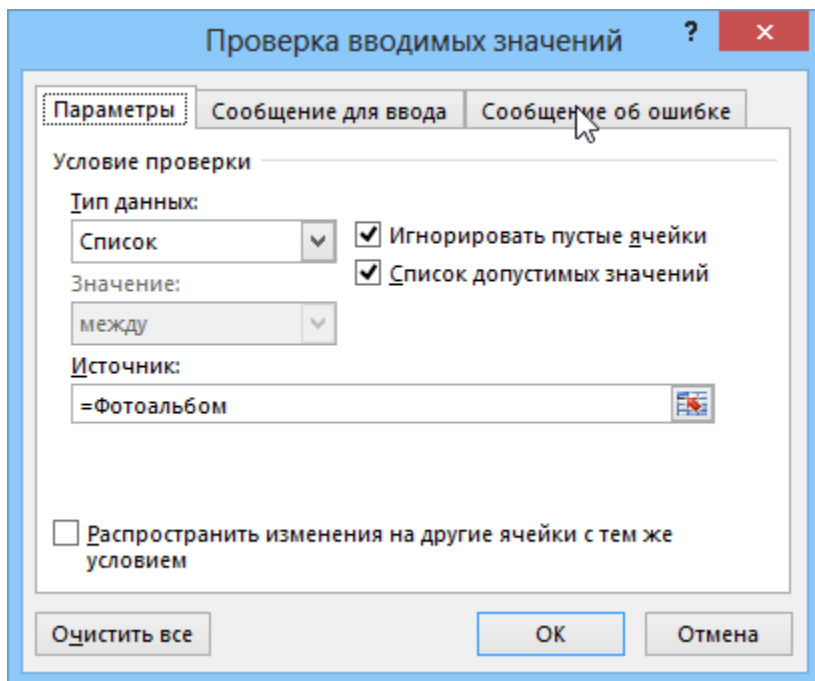 Проверка вводимых значений
?
×
Параметры
Сообщение для ввода
Сообщение об ошибке
Условие проверки
Тип данных:
Список
Игнорировать пустые ячейки
Список допустимых значений
Значение:
между
Источник:
=Фотоальбом
Распространить изменения на другие ячейки с тем же
условием
Очистить все
ОК
Отмена